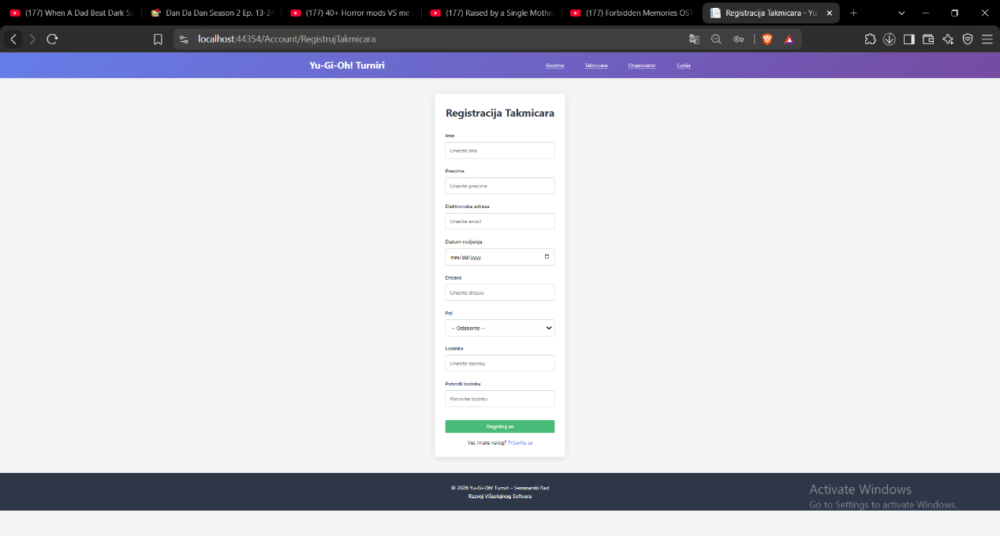 (177) When A Dad Beat Dark So
Dan Da Dan Season 2 Ep. 13-24
(177) 40+ Horror mods VS me a
(177) Raised by a Single Mothe
(177) Forbidden Memories OST
Registracija Takmicara - Yu
localhost:44354/Account/RegistrujTakmicara
Yu-Gi-Oh! Turniri
Pocetna
Takmicara
Organizator
Sudija
Registracija Takmicara
Ime
Unesite ime
Prezime
Unesite prezime
Elektronska adresa
Unesite email
Datum rodjenja
mm/dd/yyyy
Drzava
Unesite drzavu
Pol
-- Odaberite --
Lozinka
Unesite lozinku
Potvrdi lozinku
Ponovite lozinku
Registruj se
Vec imate nalog? Prijavite se
© 2026 Yu-Gi-Oh! Turniri - Seminarski Rad
Razvoj Višeslojnog Softvera
Activate Windows
Go to Settings to activate Windows.